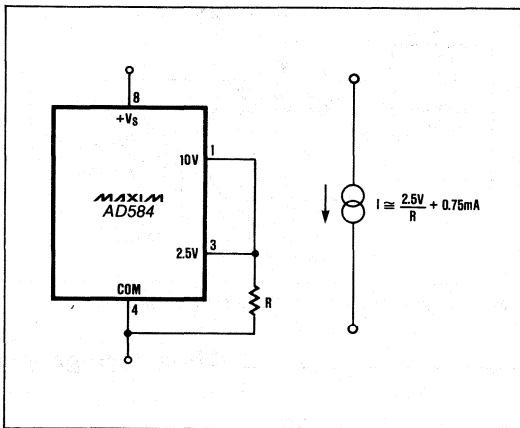 8
+VS
1
10V
MAXIM
AD584
3
2.5V
COM
4
R
I ≅ 2.5V/R + 0.75mA